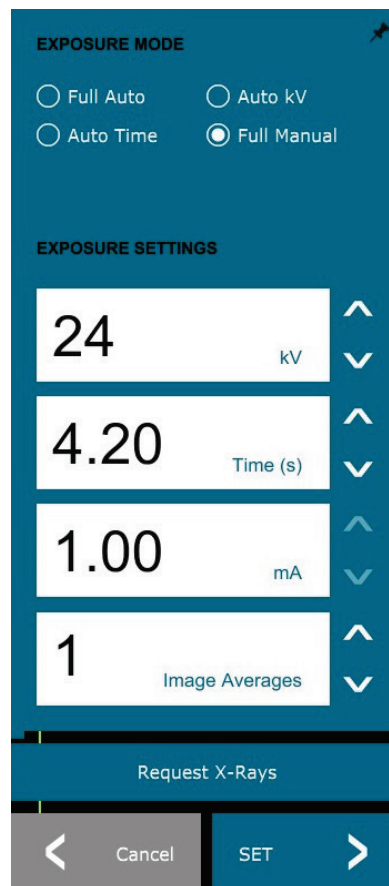 EXPOSURE MODE
Full Auto Auto kV
Auto Time Full Manual
EXPOSURE SETTINGS
24 kV
4.20 Time (s)
1.00 mA
1 Image Averages
Request X-Rays
Cancel SET